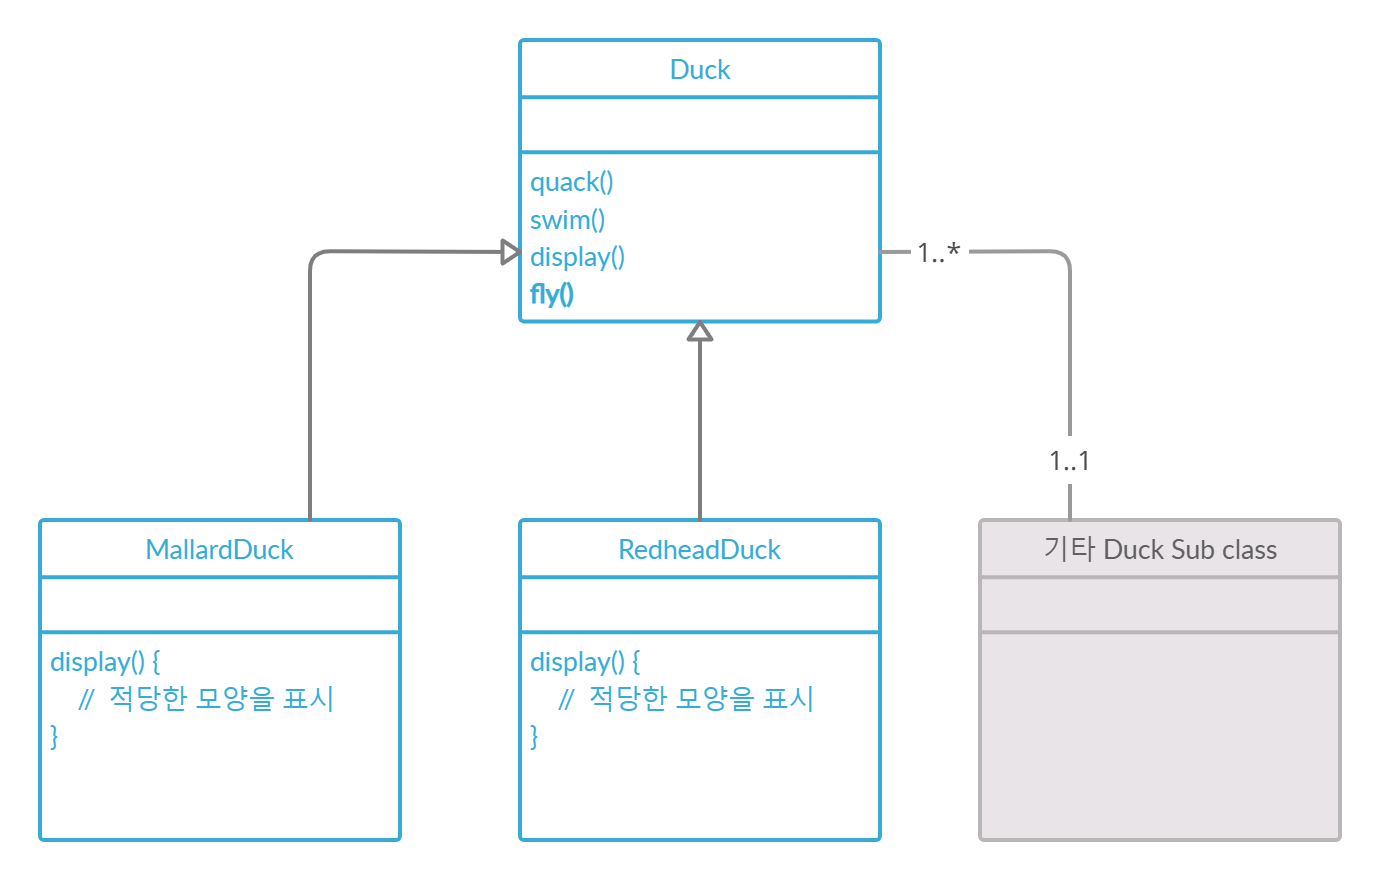 Duck
quack()
swim()
display()
fly()
1..*
1..1
MallardDuck
display() {
// 적당한 모양을 표시
}
RedheadDuck
display() {
// 적당한 모양을 표시
}
기타 Duck Sub class